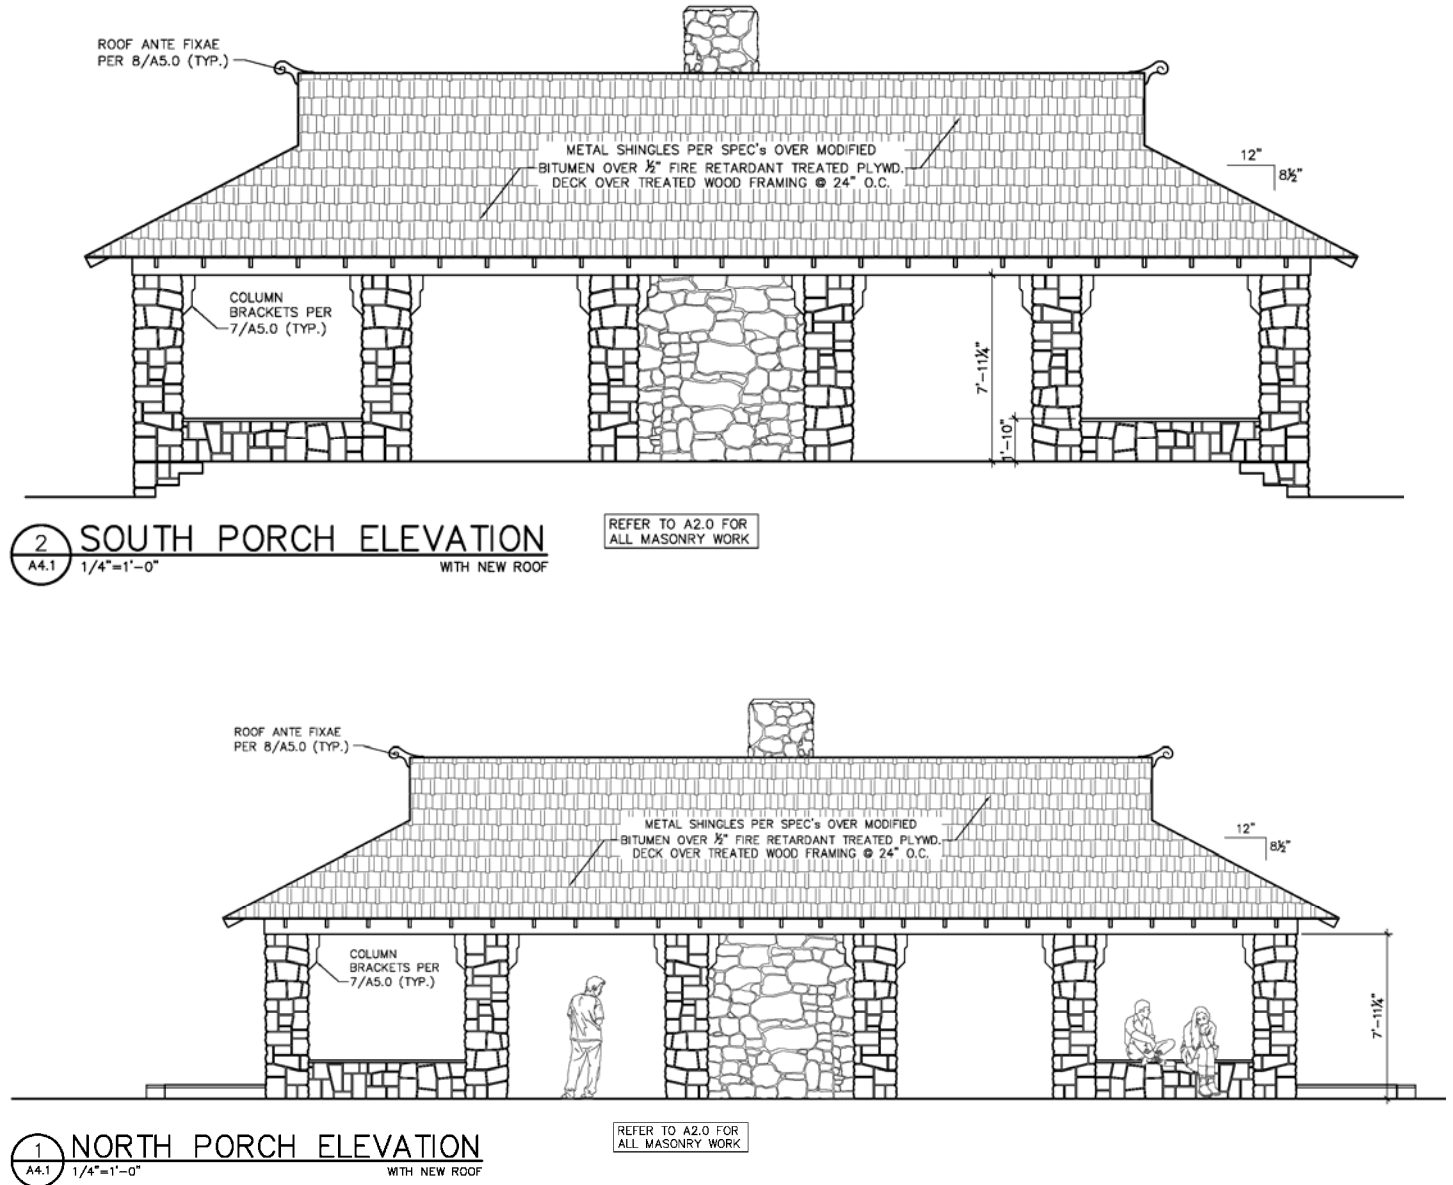 ROOF ANTE FIXAE
PER 8/A5.0 (TYP.)
METAL SHINGLES PER SPEC's OVER MODIFIED
BITUMEN OVER ½" FIRE RETARDANT TREATED PLYWD.
DECK OVER TREATED WOOD FRAMING @ 24" O.C.
12"
8½"
COLUMN
BRACKETS PER
7/A5.0 (TYP.)
7'-11¼"
1'-10"
2
A4.1
SOUTH PORCH ELEVATION
1/4"=1'-0"
WITH NEW ROOF
REFER TO A2.0 FOR
ALL MASONRY WORK
ROOF ANTE FIXAE
PER 8/A5.0 (TYP.)
METAL SHINGLES PER SPEC's OVER MODIFIED
BITUMEN OVER ½" FIRE RETARDANT TREATED PLYWD.
DECK OVER TREATED WOOD FRAMING @ 24" O.C.
12"
8½"
COLUMN
BRACKETS PER
7/A5.0 (TYP.)
7'-11¼"
1
A4.1
NORTH PORCH ELEVATION
1/4"=1'-0"
WITH NEW ROOF
REFER TO A2.0 FOR
ALL MASONRY WORK